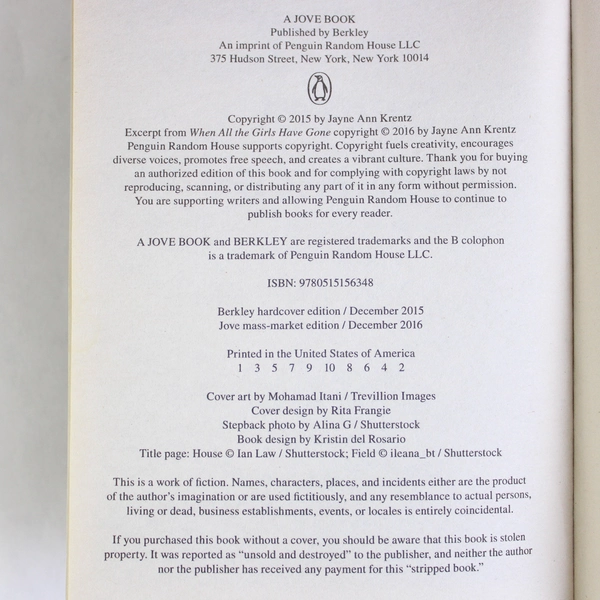 A JOVE BOOK
Published by Berkley
An imprint of Penguin Random House LLC
375 Hudson Street, New York, New York 10014
Copyright © 2015 by Jayne Ann Krentz
Excerpt from When All the Girls Have Gone copyright © 2016 by Jayne Ann Krentz
Penguin Random House supports copyright. Copyright fuels creativity, encourages
diverse voices, promotes free speech, and creates a vibrant culture. Thank you for buying
an authorized edition of this book and for complying with copyright laws by not
reproducing, scanning, or distributing any part of it in any form without permission.
You are supporting writers and allowing Penguin Random House to continue to
publish books for every reader.
A JOVE BOOK and BERKLEY are registered trademarks and the B colophon
is a trademark of Penguin Random House LLC.
ISBN: 9780515156348
Berkley hardcover edition / December 2015
Jove mass-market edition / December 2016
Printed in the United States of America
1 3 5 7 9 10 8 6 4 2
Cover art by Mohamad Itani / Trevillion Images
Cover design by Rita Frangie
Stepback photo by Alina G / Shutterstock
Book design by Kristin del Rosario
Title page: House © Ian Law / Shutterstock; Field © ileana_bt / Shutterstock
This is a work of fiction. Names, characters, places, and incidents either are the product
of the author's imagination or are used fictitiously, and any resemblance to actual persons,
living or dead, business establishments, events, or locales is entirely coincidental.
If you purchased this book without a cover, you should be aware that this book is stolen
property. It was reported as “unsold and destroyed” to the publisher, and neither the author
nor the publisher has received any payment for this “stripped book.”